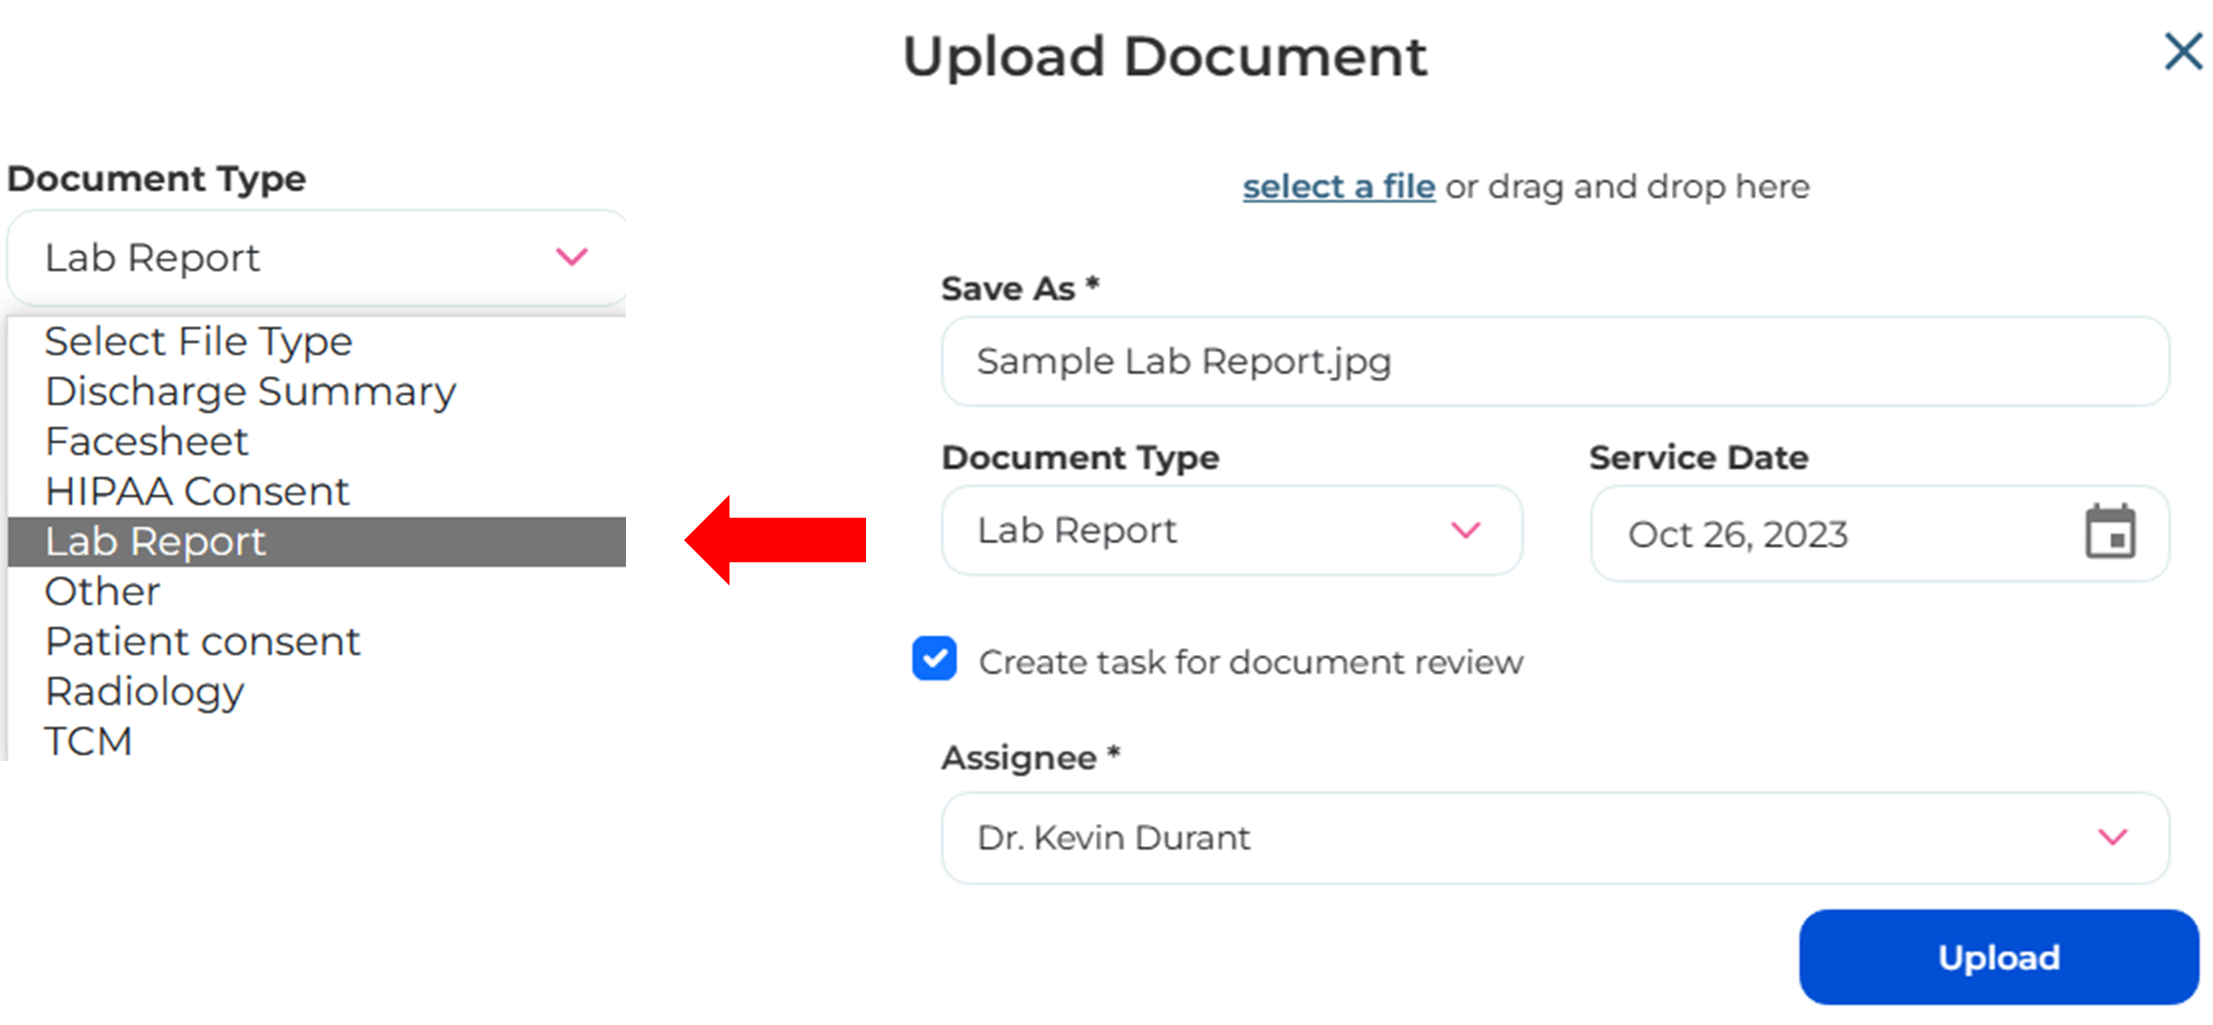 Upload Document
Document Type
Lab Report
Select File Type
Discharge Summary
Facesheet
HIPAA Consent
Lab Report
Other
Patient consent
Radiology
TCM
select a file or drag and drop here
Save As *
Sample Lab Report.jpg
Document Type
Service Date
Lab Report
Oct 26, 2023
Create task for document review
Assignee *
Dr. Kevin Durant
Upload